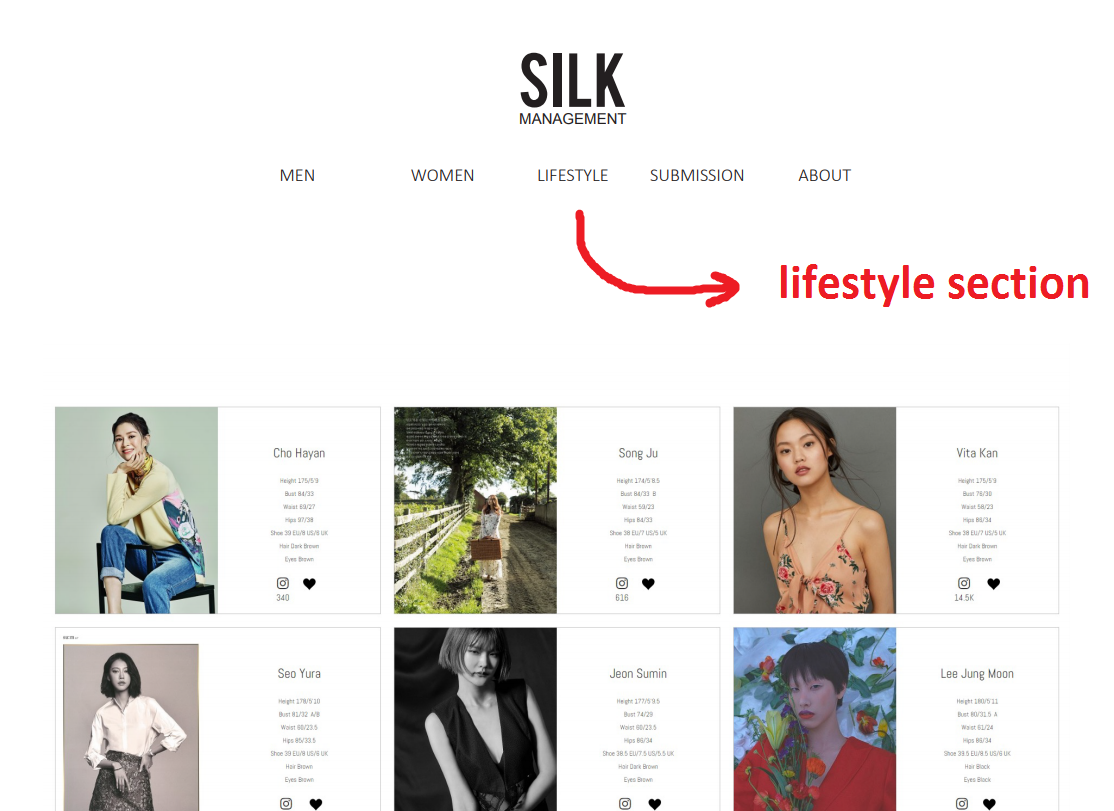 SILK
MANAGEMENT
MEN WOMEN LIFESTYLE SUBMISSION ABOUT
lifestyle section
Cho Hayan
Height 175/5'9
Bust 84/33
Waist 69/27
Hips 97/38
Shoe 39 EU/8 US/6 UK
Hair Dark Brown
Eyes Brown
340
Song Ju
Height 174/5'8.5
Bust 84/33 B
Waist 59/23
Hips 84/33
Shoe 38 EU/7 US/5 UK
Hair Brown
Eyes Brown
616
Vita Kan
Height 175/5'9
Bust 76/30
Waist 58/23
Hips 86/34
Shoe 38 EU/7 US/5 UK
Hair Brown
Eyes Brown
14.5K
Seo Yura
Height 178/5'10
Bust 81/32 A/B
Waist 60/23.5
Hips 85/33.5
Shoe 39 EU/8 US/6 UK
Hair Brown
Eyes Brown
Jeon Sumin
Height 177/5'9.5
Bust 74/29
Waist 60/23.5
Hips 86/34
Shoe 38.5 EU/7.5 US/5.5 UK
Hair Dark Brown
Eyes Brown
Lee Jung Moon
Height 180/5'11
Bust 80/31.5 A
Waist 61/24
Hips 86/34
Shoe 39.5 EU/8.5 US/6 UK
Hair Black
Eyes Black